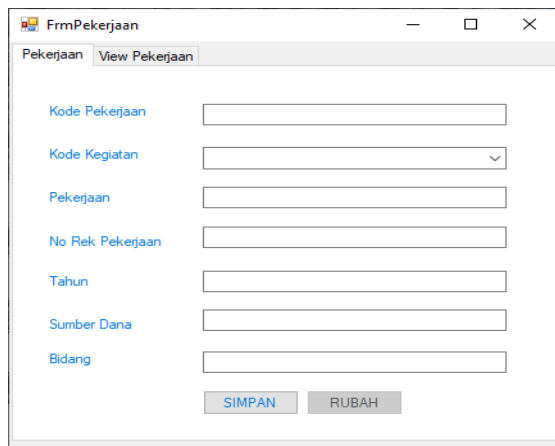 FrmPekerjaan
Pekerjaan View Pekerjaan
Kode Pekerjaan
Kode Kegiatan
Pekerjaan
No Rek Pekerjaan
Tahun
Sumber Dana
Bidang
SIMPAN RUBAH